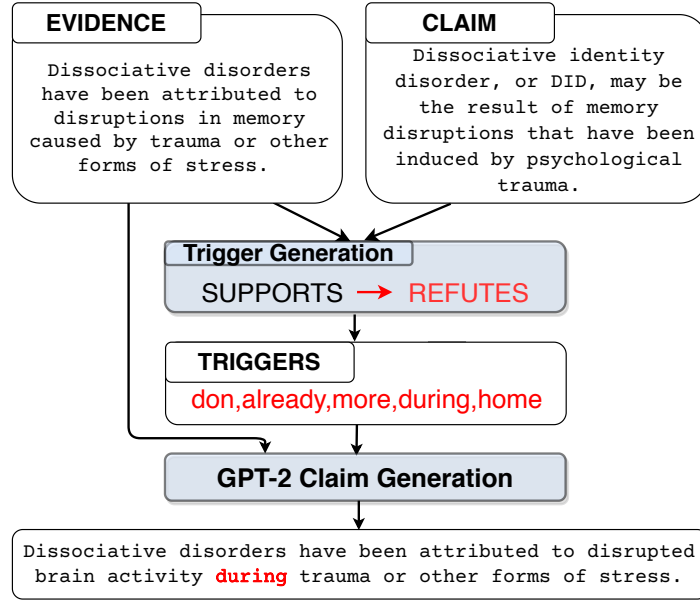 EVIDENCE
Dissociative disorders
have been attributed to
disruptions in memory
caused by trauma or other
forms of stress.
CLAIM
Dissociative identity
disorder, or DID, may be
the result of memory
disruptions that have been
induced by psychological
trauma.
Trigger Generation
SUPPORTS → REFUTES
TRIGGERS
don,already,more,during,home
GPT-2 Claim Generation
Dissociative disorders have been attributed to disrupted
brain activity during trauma or other forms of stress.